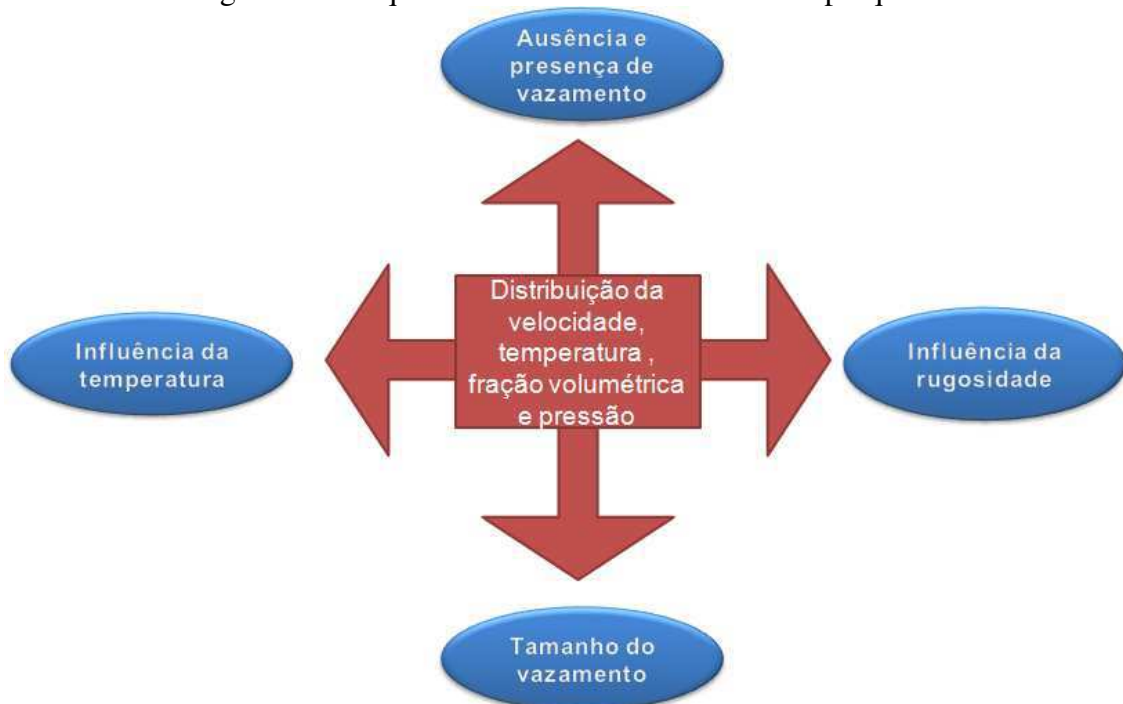 Ausência e
presença de
vazamento
Distribuição da
velocidade,
temperatura ,
fração volumétrica
e pressão
Influência da
temperatura
Influência da
rugosidade
Tamanho do
vazamento